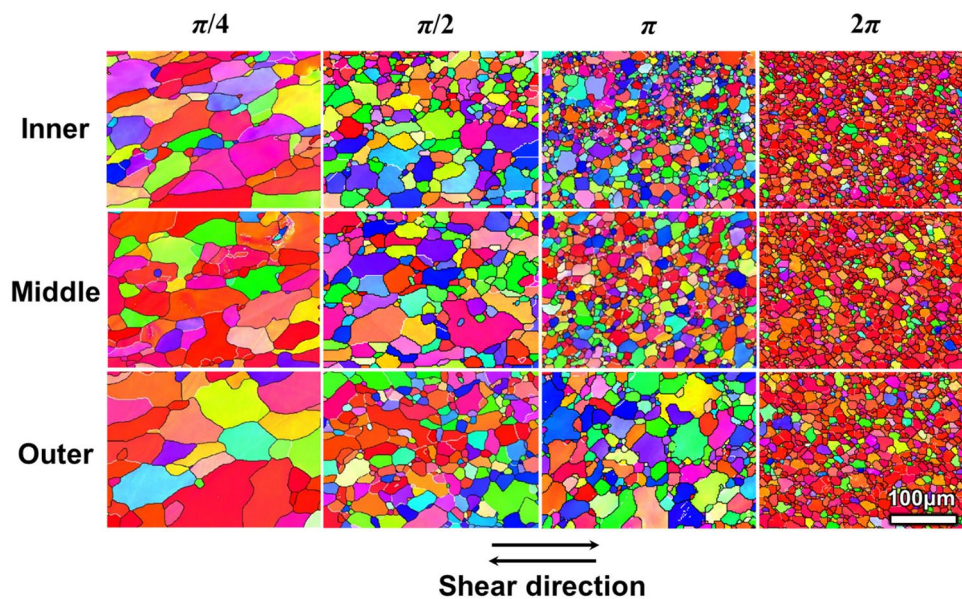 π/4 π/2 π 2π
Inner
Middle
Outer
100μm
Shear direction